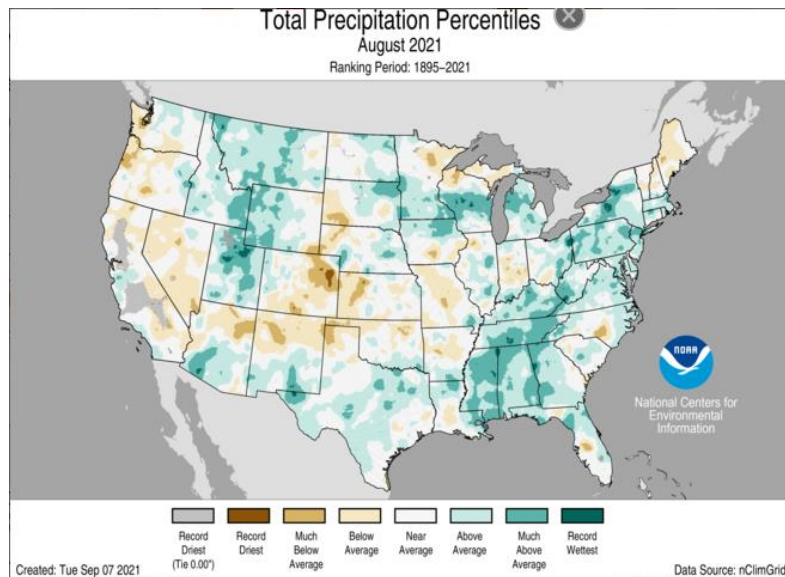 Total Precipitation Percentiles
August 2021
Ranking Period: 1895–2021
NOAA
National Centers for
Environmental
Information
Record
Driest
(Tie 0.00")
Record
Driest
Much
Below
Average
Below
Average
Near
Average
Above
Average
Much
Above
Average
Record
Wettest
Created: Tue Sep 07 2021
Data Source: nClimGrid